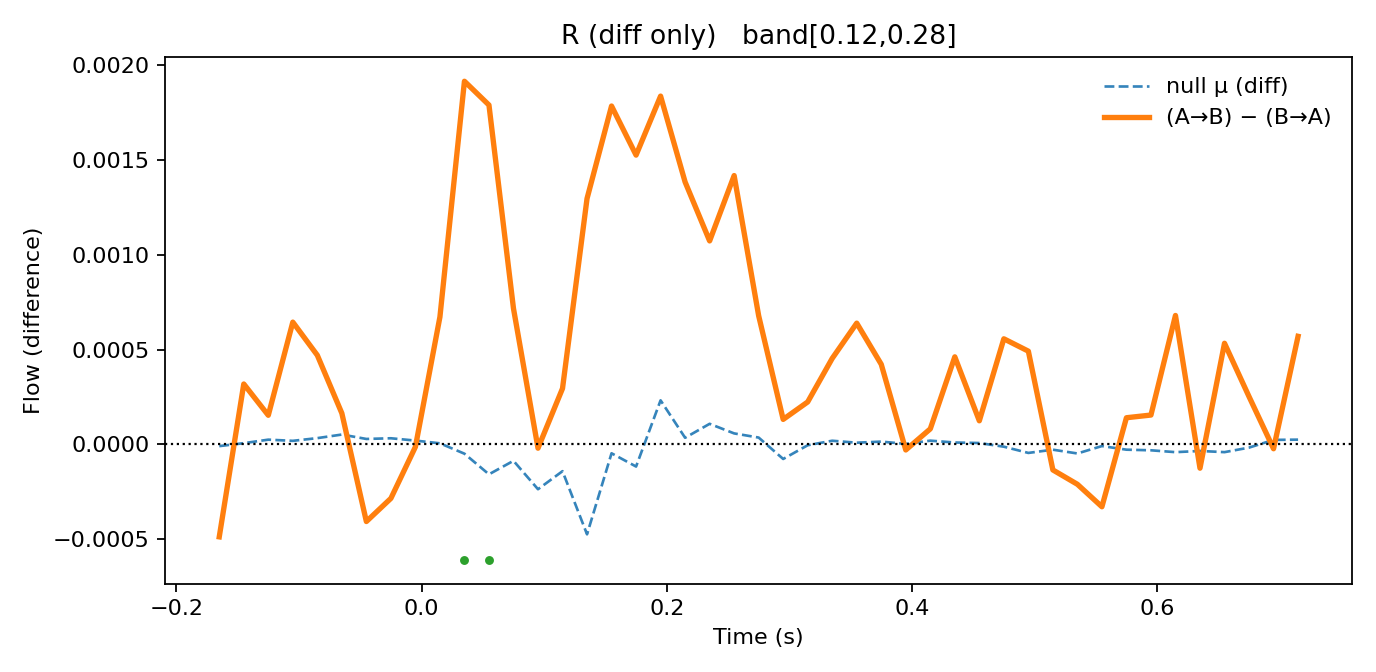 R (diff only)   band[0.12,0.28]
null μ (diff)
(A→B) − (B→A)
Flow (difference)
0.0020
0.0015
0.0010
0.0005
0.0000
−0.0005
−0.2
0.0
0.2
0.4
0.6
Time (s)